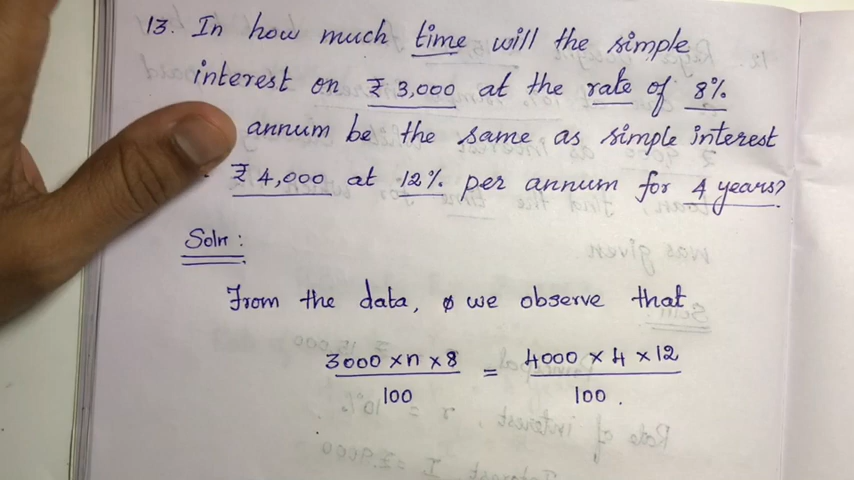 13. In how much time will the simple
interest on ₹ 3,000 at the rate of 8%
annum be the same as simple interest
₹ 4,000 at 12% per annum for 4 years?
Soln :
From the data, we observe that
3000 × n × 8 / 100 = 4000 × 4 × 12 / 100 .